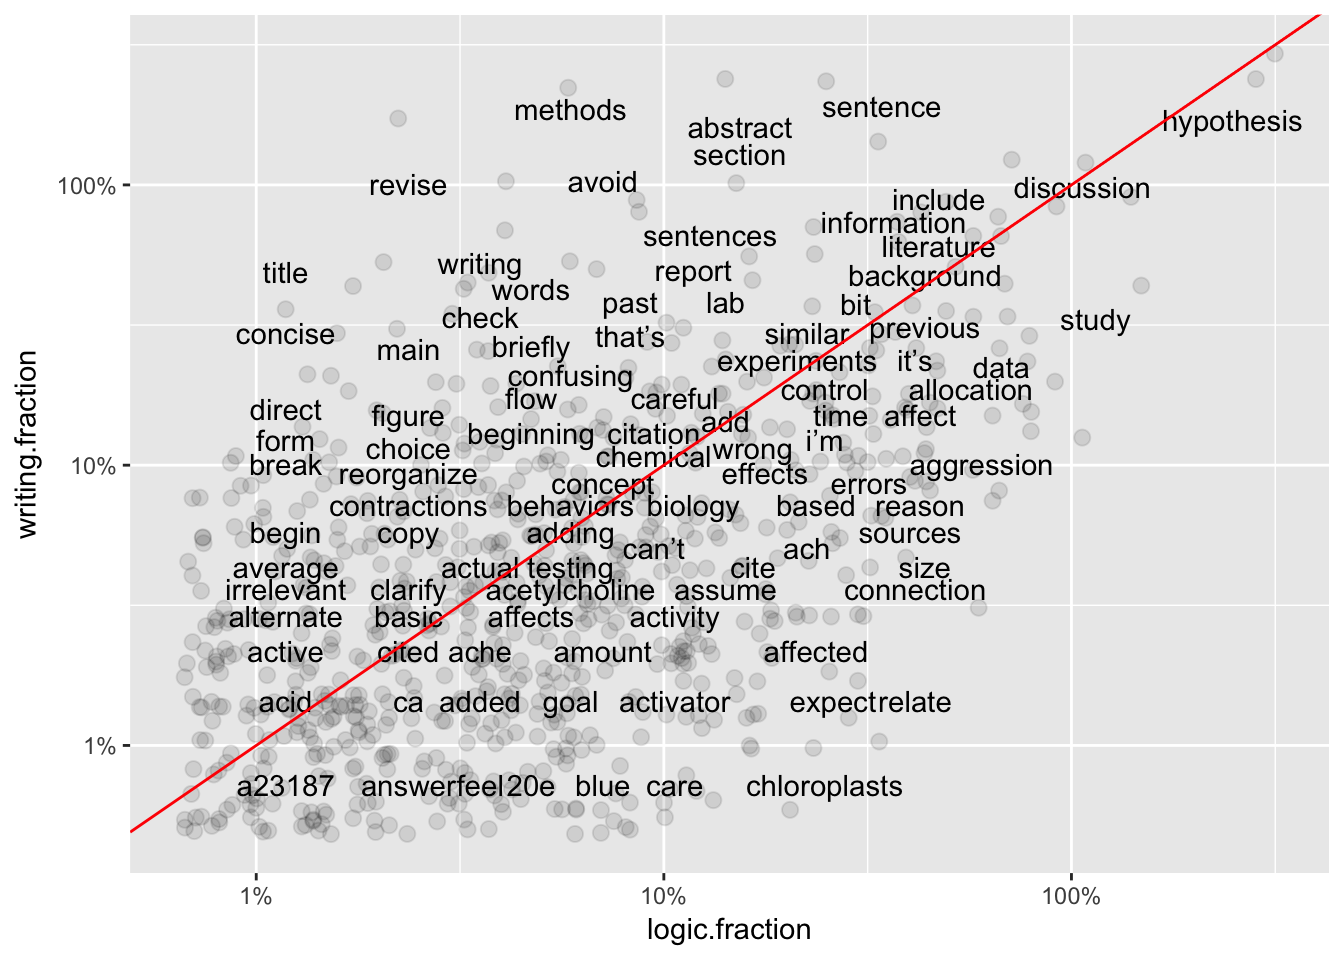 sentence
methods
hypothesis
abstract
section
revise
avoid
discussion
100%
include
information
sentences
literature
title
writing
report
background
words
past
lab
bit
check
study
concise
that’s
similar
previous
main
briefly
experiments
it’s
data
confusing
control
allocation
flow
careful
direct
figure
add
time
affect
form
choice
beginning
citation
wrong
i’m
break
chemical
aggression
10%
reorganize
concept
effects
errors
contractions
behaviors
biology
based
reason
begin
copy
adding
can’t
ach
sources
average
actual
testing
cite
size
irrelevant
clarify
acetylcholine
assume
connection
alternate
basic
affects
activity
active
cited
ache
amount
affected
acid
ca
added
goal
activator
expect
relate
1%
a23187
answer
feel
20e
blue
care
chloroplasts
writing.fraction
1%
10%
100%
logic.fraction